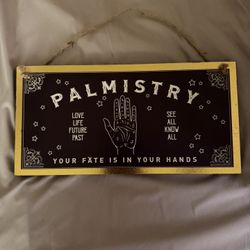 PALMISTRY
LOVE
LIFE
FUTURE
PAST
SEE
ALL
KNOW
ALL
YOUR FATE IS IN YOUR HANDS